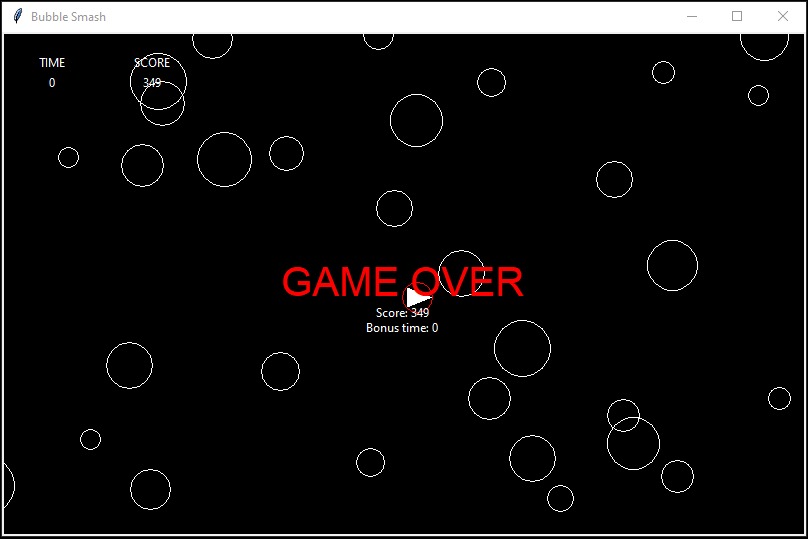 Bubble Smash
TIME SCORE
0 349
GAME OVER
Score: 349
Bonus time: 0